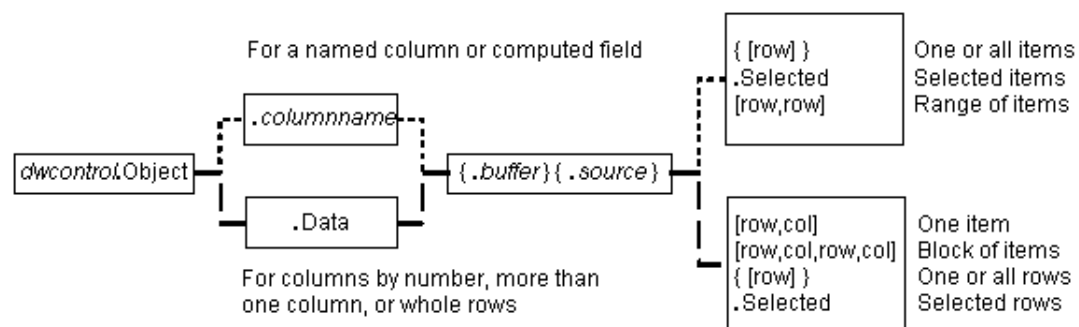 For a named column or computed field
{ [row] } One or all items
.Selected Selected items
[row,row] Range of items
.columnname
dwcontrol.Object
{ .buffer}{ .source}
.Data
For columns by number, more than
one column, or whole rows
[row,col] One item
[row,col,row,col] Block of items
{ [row] } One or all rows
.Selected Selected rows